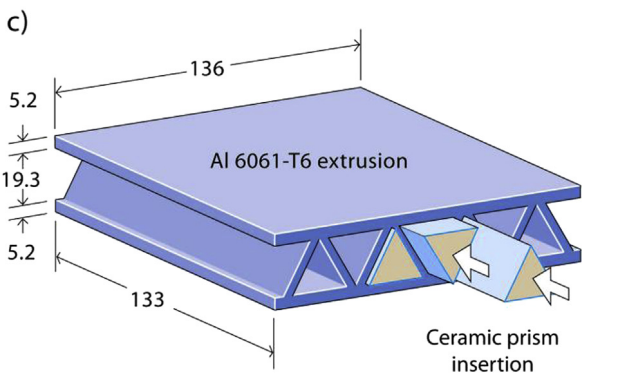 c)
136
5.2
Al 6061-T6 extrusion
19.3
5.2
133
Ceramic prism
insertion